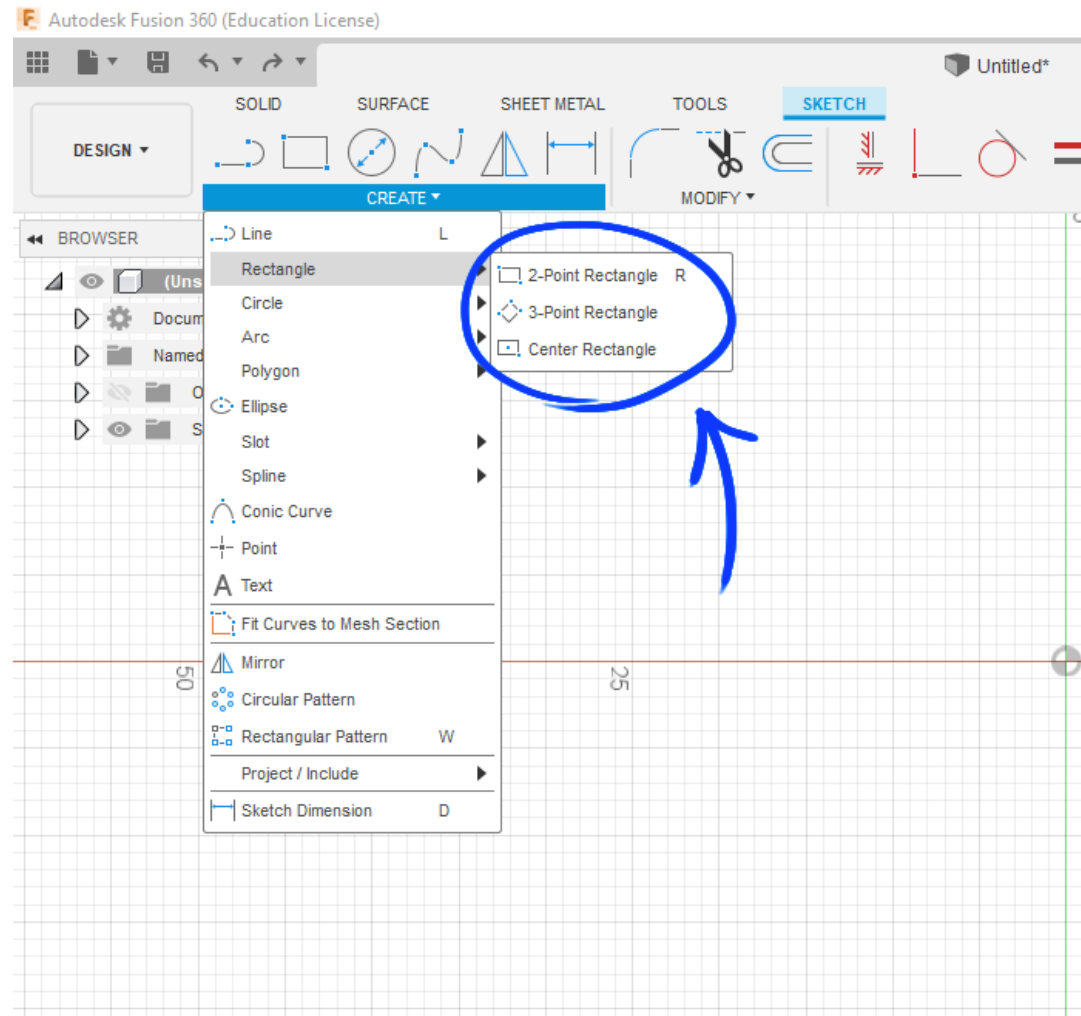 Autodesk Fusion 360 (Education License)
Untitled*
SOLID SURFACE SHEET METAL TOOLS SKETCH
DESIGN
CREATE MODIFY
BROWSER
(Uns
Docum
Named
O
S
Line L
Rectangle
Circle
Arc
Polygon
Ellipse
Slot
Spline
Conic Curve
Point
Text
Fit Curves to Mesh Section
Mirror
Circular Pattern
Rectangular Pattern W
Project / Include
Sketch Dimension D
2-Point Rectangle R
3-Point Rectangle
Center Rectangle
50
25